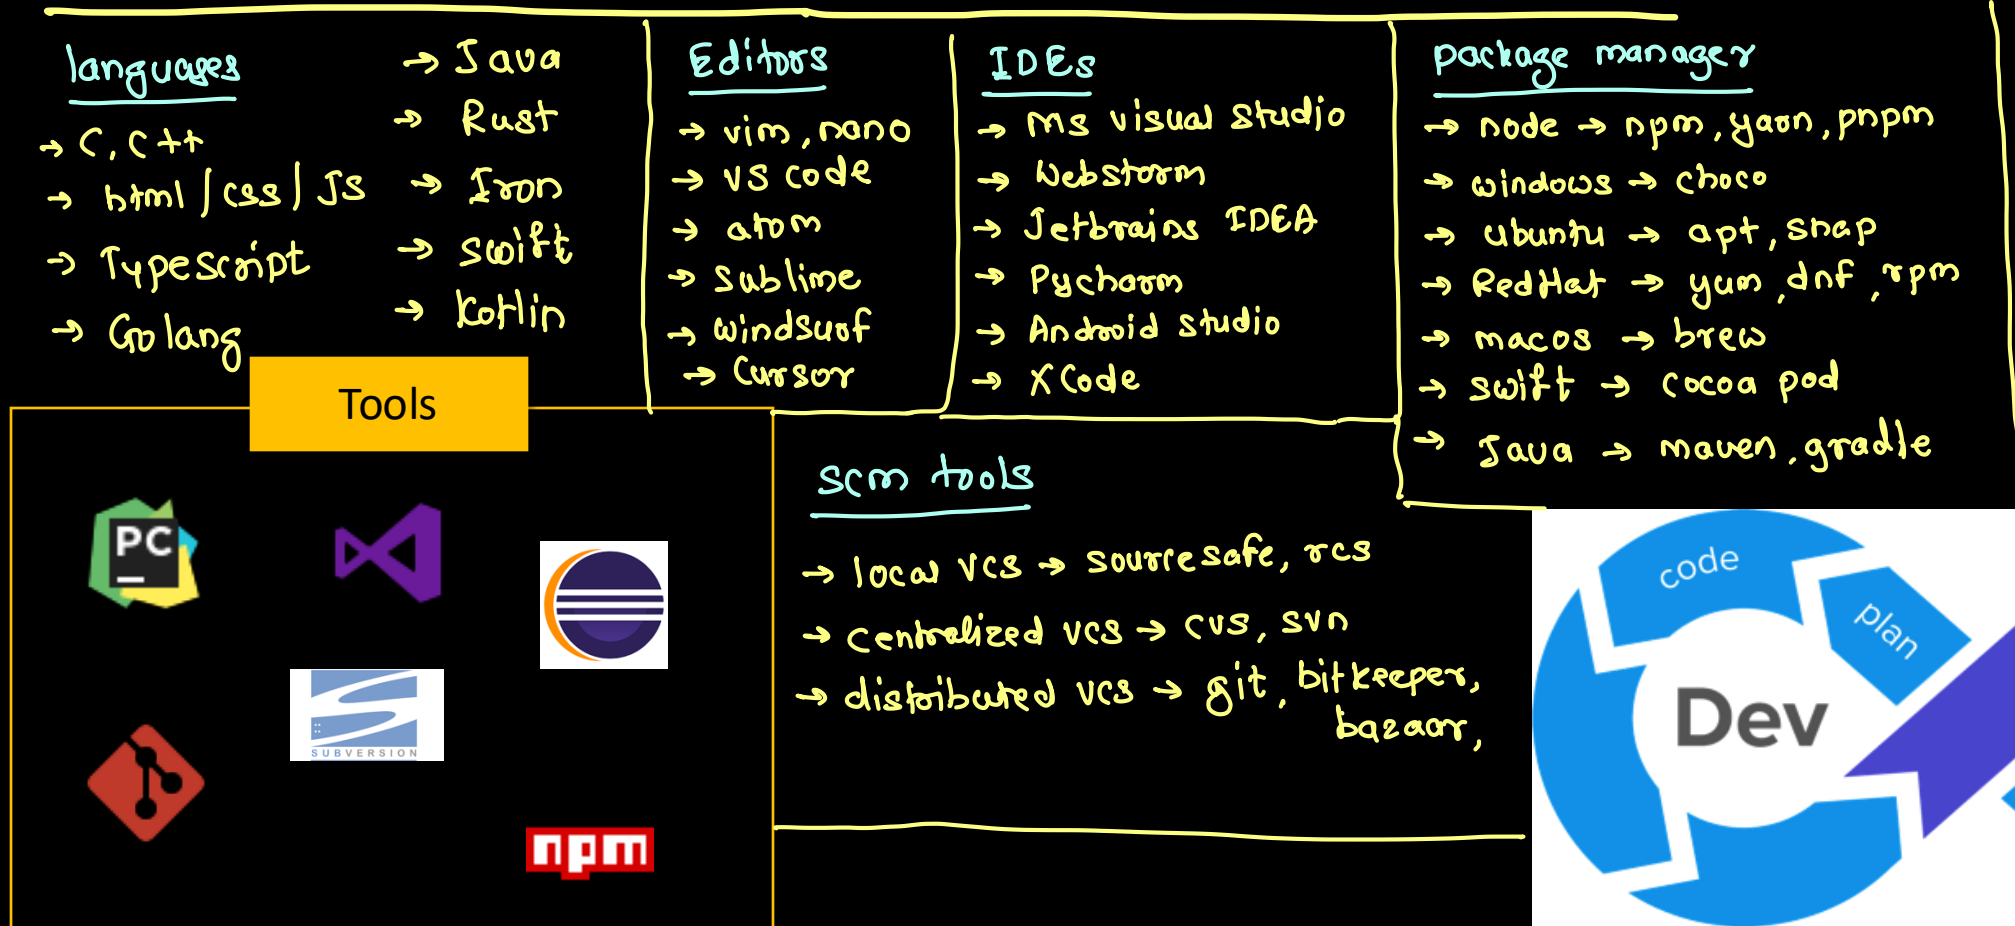 languages
→ C, C++
→ html / css / JS
→ Typescript
→ Golang
→ Java
→ Rust
→ Iron
→ swift
→ Kotlin
Editors
→ vim, nano
→ VS code
→ atom
→ Sublime
→ windsurf
→ Cursor
IDEs
→ MS visual studio
→ Webstorm
→ Jetbrains IDEA
→ Pycharm
→ Android studio
→ XCode
package manager
→ node → npm, yarn, pnpm
→ windows → choco
→ ubuntu → apt, snap
→ RedHat → yum, dnf, rpm
→ macos → brew
→ swift → cocoa pod
→ Java → maven, gradle
Tools
PC
SUBVERSION
npm
scm tools
→ local vcs → sourcesafe, rcs
→ centralized vcs → cvs, svn
→ distributed vcs → git, bitkeeper,
bazaar,
code
plan
Dev